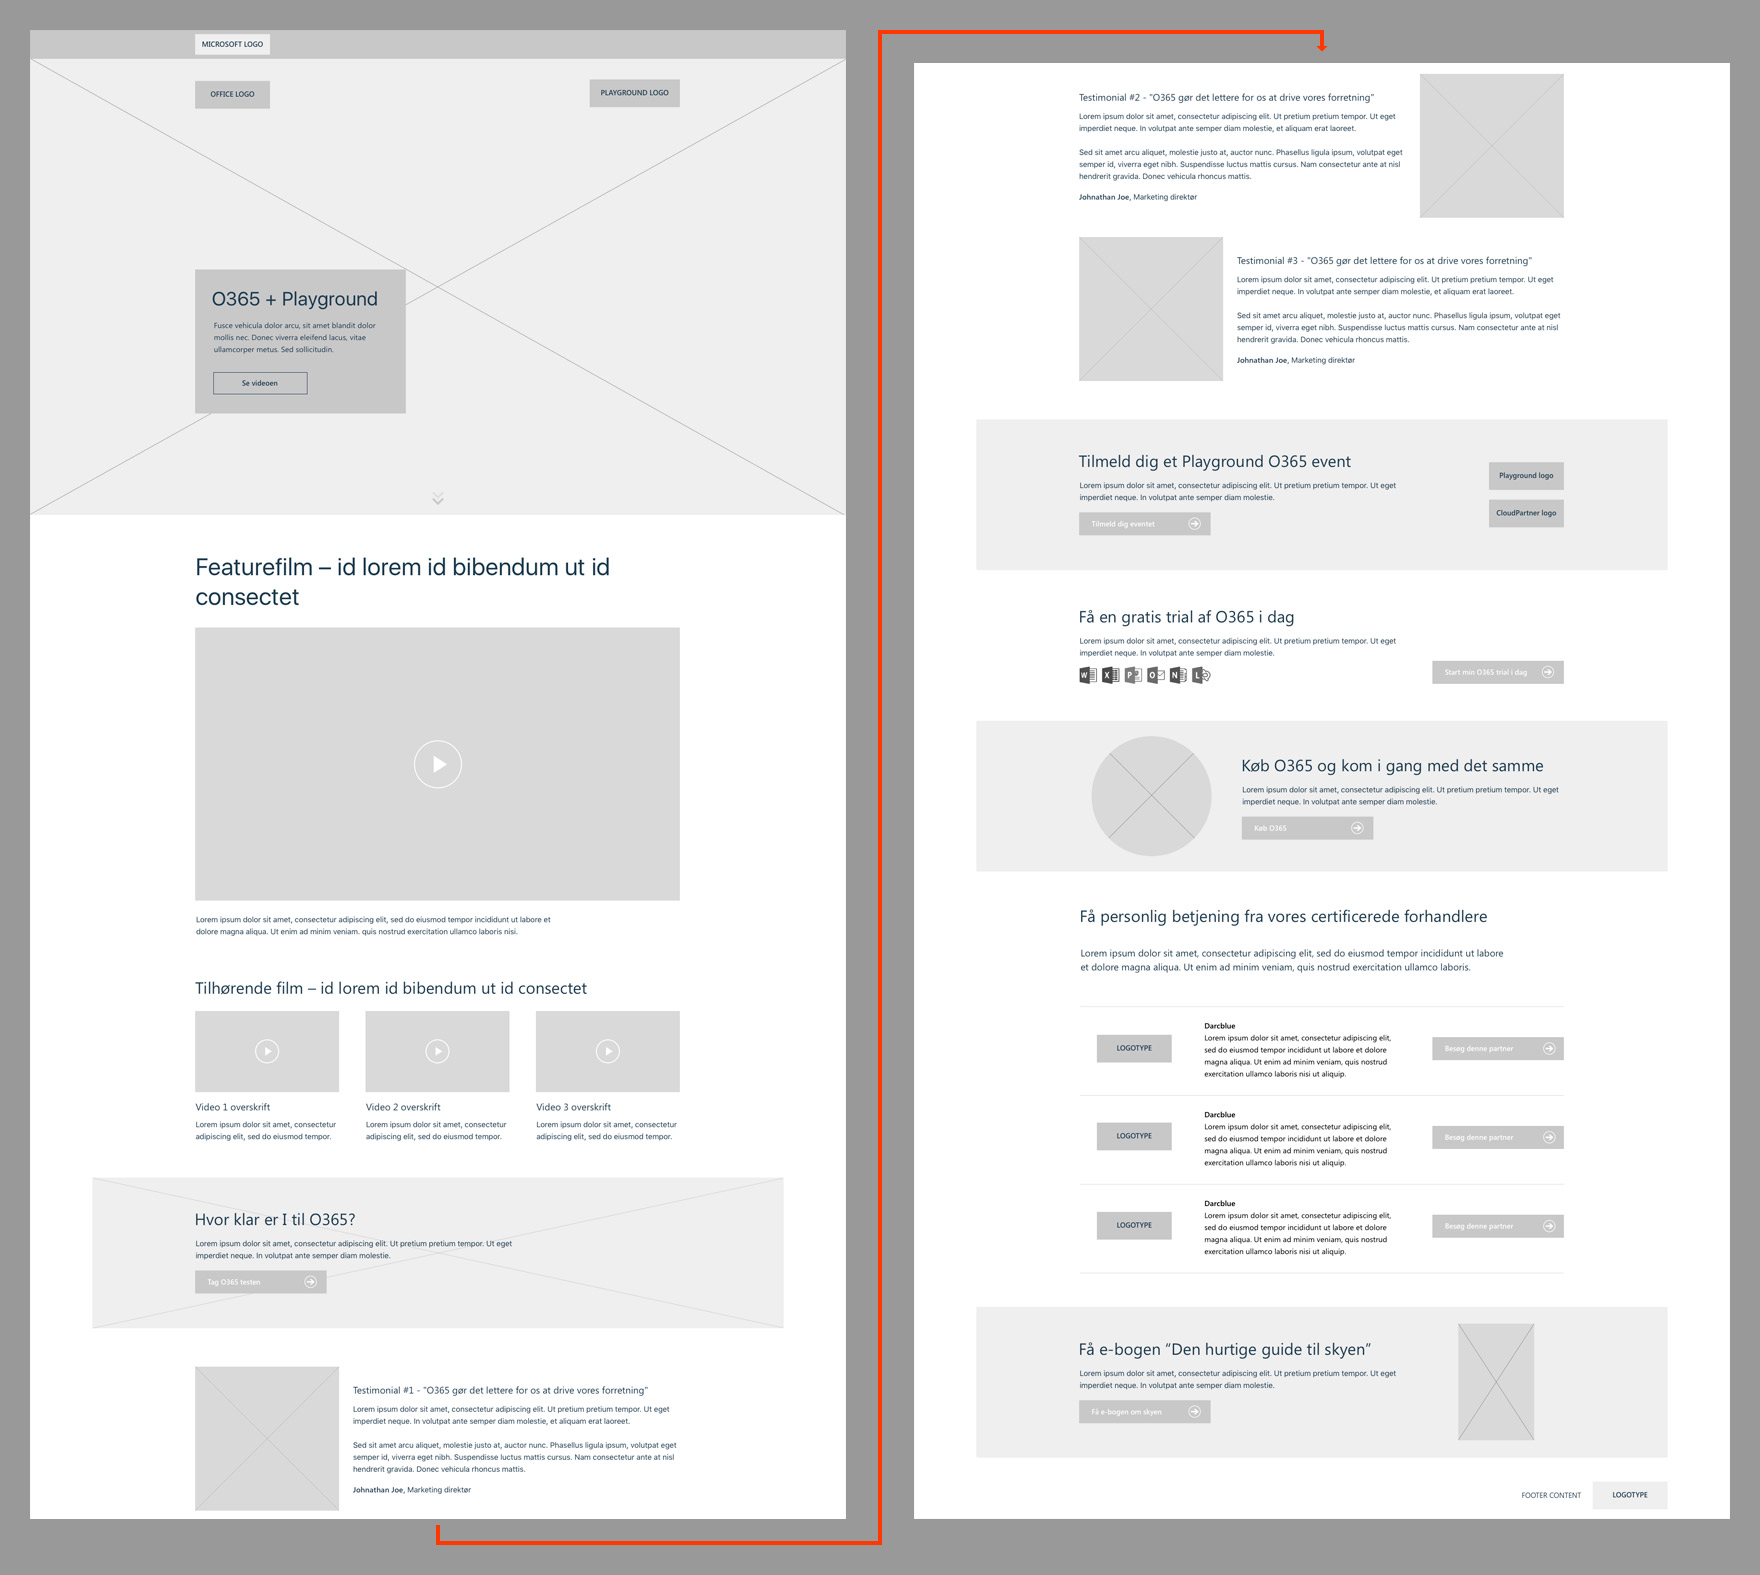 MICROSOFT LOGO
OFFICE LOGO
PLAYGROUND LOGO
O365 + Playground
Fusce vehicula dolor arcu, sit amet blandit dolor
mollis nec. Donec viverra eleifend lacus, vitae
ullamcorper metus. Sed sollicitudin.
Se videoen
Featurefilm – id lorem id bibendum ut id
consectet
Lorem ipsum dolor sit amet, consectetur adipiscing elit, sed do eiusmod tempor incididunt ut labore et
dolore magna aliqua. Ut enim ad minim veniam. quis nostrud exercitation ullamco laboris nisi.
Tilhørende film – id lorem id bibendum ut id consectet
Video 1 overskrift
Lorem ipsum dolor sit amet, consectetur
adipiscing elit, sed do eiusmod tempor.
Video 2 overskrift
Lorem ipsum dolor sit amet, consectetur
adipiscing elit, sed do eiusmod tempor.
Video 3 overskrift
Lorem ipsum dolor sit amet, consectetur
adipiscing elit, sed do eiusmod tempor.
Hvor klar er I til O365?
Lorem ipsum dolor sit amet, consectetur adipiscing elit. Ut pretium pretium tempor. Ut eget
imperdiet neque. In volutpat ante semper diam molestie.
Tag O365 testen
Testimonial #1 - "O365 gør det lettere for os at drive vores forretning"
Lorem ipsum dolor sit amet, consectetur adipiscing elit. Ut pretium pretium tempor. Ut eget
imperdiet neque. In volutpat ante semper diam molestie, et aliquam erat laoreet.
Sed sit amet arcu aliquet, molestie justo at, auctor nunc. Phasellus ligula ipsum, volutpat eget
semper id, viverra eget nibh. Suspendisse luctus mattis cursus. Nam consectetur ante at nisl
hendrerit gravida. Donec vehicula rhoncus mattis.
Johnathan Joe, Marketing direktør
Testimonial #2 - "O365 gør det lettere for os at drive vores forretning"
Lorem ipsum dolor sit amet, consectetur adipiscing elit. Ut pretium pretium tempor. Ut eget
imperdiet neque. In volutpat ante semper diam molestie, et aliquam erat laoreet.
Sed sit amet arcu aliquet, molestie justo at, auctor nunc. Phasellus ligula ipsum, volutpat eget
semper id, viverra eget nibh. Suspendisse luctus mattis cursus. Nam consectetur ante at nisl
hendrerit gravida. Donec vehicula rhoncus mattis.
Johnathan Joe, Marketing direktør
Testimonial #3 - "O365 gør det lettere for os at drive vores forretning"
Lorem ipsum dolor sit amet, consectetur adipiscing elit. Ut pretium pretium tempor. Ut eget
imperdiet neque. In volutpat ante semper diam molestie, et aliquam erat laoreet.
Sed sit amet arcu aliquet, molestie justo at, auctor nunc. Phasellus ligula ipsum, volutpat eget
semper id, viverra eget nibh. Suspendisse luctus mattis cursus. Nam consectetur ante at nisl
hendrerit gravida. Donec vehicula rhoncus mattis.
Johnathan Joe, Marketing direktør
Tilmeld dig et Playground O365 event
Lorem ipsum dolor sit amet, consectetur adipiscing elit. Ut pretium pretium tempor. Ut eget
imperdiet neque. In volutpat ante semper diam molestie.
Tilmeld dig eventet
Playground logo
CloudPartner logo
Få en gratis trial af O365 i dag
Lorem ipsum dolor sit amet, consectetur adipiscing elit. Ut pretium pretium tempor. Ut eget
imperdiet neque. In volutpat ante semper diam molestie.
W X P O N L
Start min O365 trial i dag
Køb O365 og kom i gang med det samme
Lorem ipsum dolor sit amet, consectetur adipiscing elit. Ut pretium pretium tempor. Ut eget
imperdiet neque. In volutpat ante semper diam molestie.
Køb O365
Få personlig betjening fra vores certificerede forhandlere
Lorem ipsum dolor sit amet, consectetur adipiscing elit, sed do eiusmod tempor incididunt ut labore
et dolore magna aliqua. Ut enim ad minim veniam, quis nostrud exercitation ullamco laboris.
LOGOTYPE
Darcblue
Lorem ipsum dolor sit amet, consectetur adipiscing elit,
sed do eiusmod tempor incididunt ut labore et dolore
magna aliqua. Ut enim ad minim veniam, quis nostrud
exercitation ullamco laboris nisi ut aliquip.
Besøg denne partner
LOGOTYPE
Darcblue
Lorem ipsum dolor sit amet, consectetur adipiscing elit,
sed do eiusmod tempor incididunt ut labore et dolore
magna aliqua. Ut enim ad minim veniam, quis nostrud
exercitation ullamco laboris nisi ut aliquip.
Besøg denne partner
LOGOTYPE
Darcblue
Lorem ipsum dolor sit amet, consectetur adipiscing elit,
sed do eiusmod tempor incididunt ut labore et dolore
magna aliqua. Ut enim ad minim veniam, quis nostrud
exercitation ullamco laboris nisi ut aliquip.
Besøg denne partner
Få e-bogen “Den hurtige guide til skyen”
Lorem ipsum dolor sit amet, consectetur adipiscing elit. Ut pretium pretium tempor. Ut eget
imperdiet neque. In volutpat ante semper diam molestie.
Få e-bogen om skyen
FOOTER CONTENT
LOGOTYPE